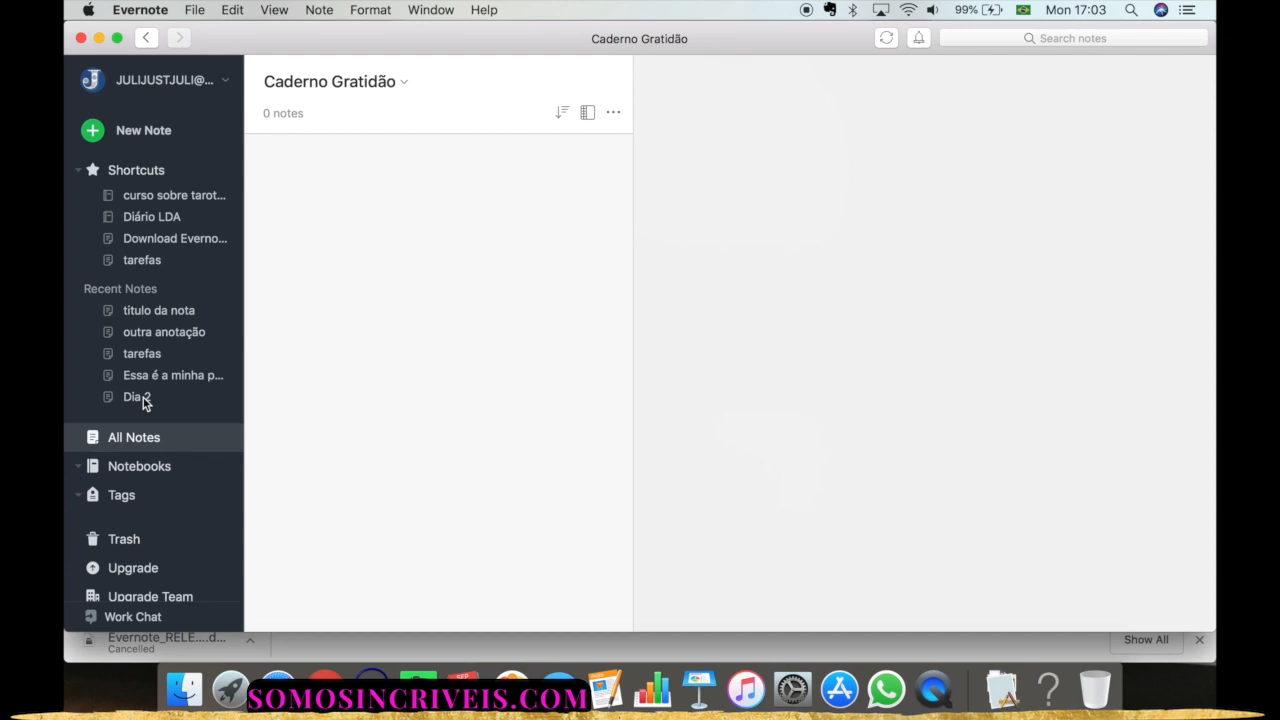 Evernote File Edit View Note Format Window Help 99% Mon 17:03
Caderno Gratidão
Search notes
JULIJUSTJULI@...
New Note
Shortcuts
curso sobre tarot...
Diário LDA
Download Everno...
tarefas
Recent Notes
titulo da nota
outra anotação
tarefas
Essa é a minha p...
Dia 2
All Notes
Notebooks
Tags
Trash
Upgrade
Upgrade Team
Work Chat
Caderno Gratidão
0 notes
Evernote_RELE....d...
Cancelled
Show All
SOMOSINCRIVEIS.COM